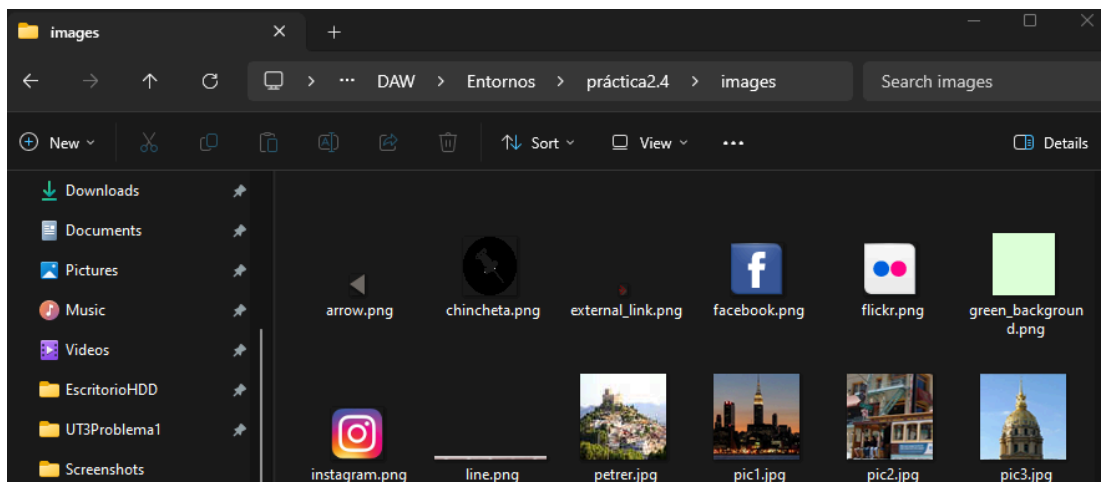 images
DAW > Entornos > práctica2.4 > images
Search images
New
Sort
View
Details
Downloads
Documents
Pictures
Music
Videos
EscritorioHDD
UT3Problema1
Screenshots
arrow.png
chincheta.png
external_link.png
facebook.png
flickr.png
green_backgroun
d.png
instagram.png
line.png
petrer.jpg
pic1.jpg
pic2.jpg
pic3.jpg